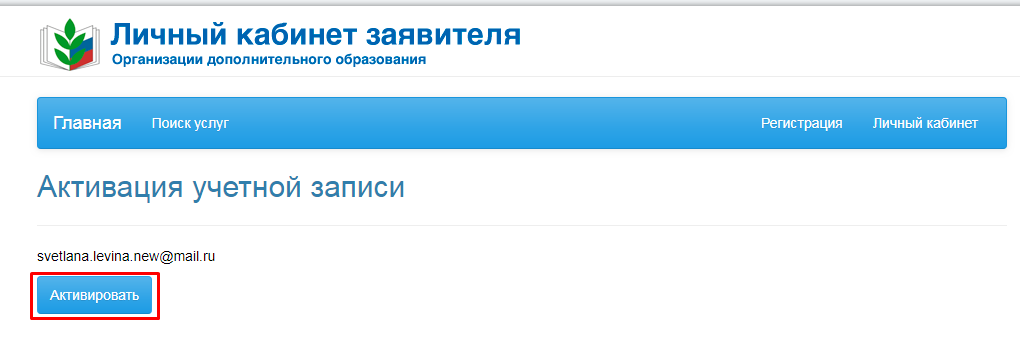 Личный кабинет заявителя
Организации дополнительного образования
Главная Поиск услуг Регистрация Личный кабинет
Активация учетной записи
svetlana.levina.new@mail.ru
Активировать